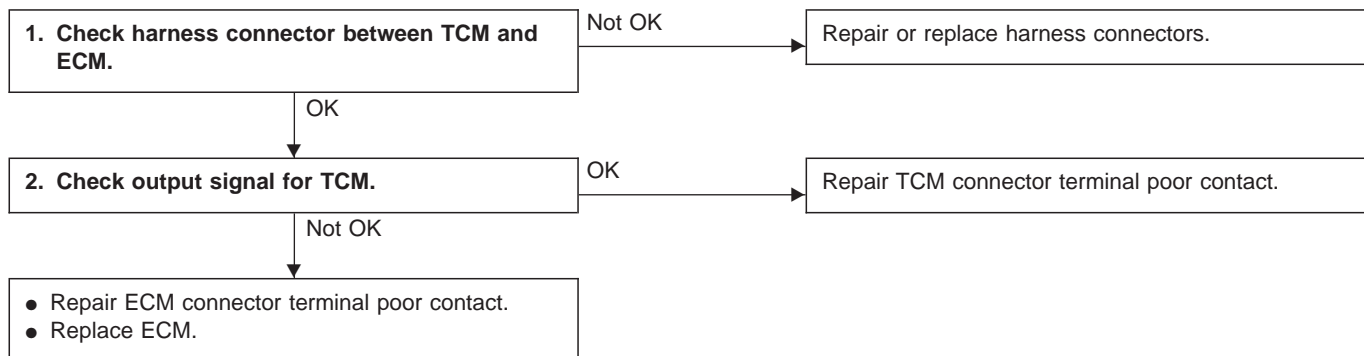 1. Check harness connector between TCM and
ECM.
Not OK
Repair or replace harness connectors.
OK
2. Check output signal for TCM.
OK
Repair TCM connector terminal poor contact.
Not OK
● Repair ECM connector terminal poor contact.
● Replace ECM.